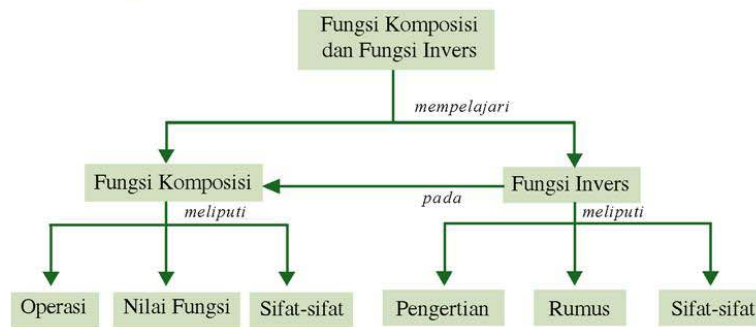 Fungsi Komposisi
dan Fungsi Invers
mempelajari
Fungsi Komposisi
pada
Fungsi Invers
meliputi
meliputi
Operasi
Nilai Fungsi
Sifat-sifat
Pengertian
Rumus
Sifat-sifat